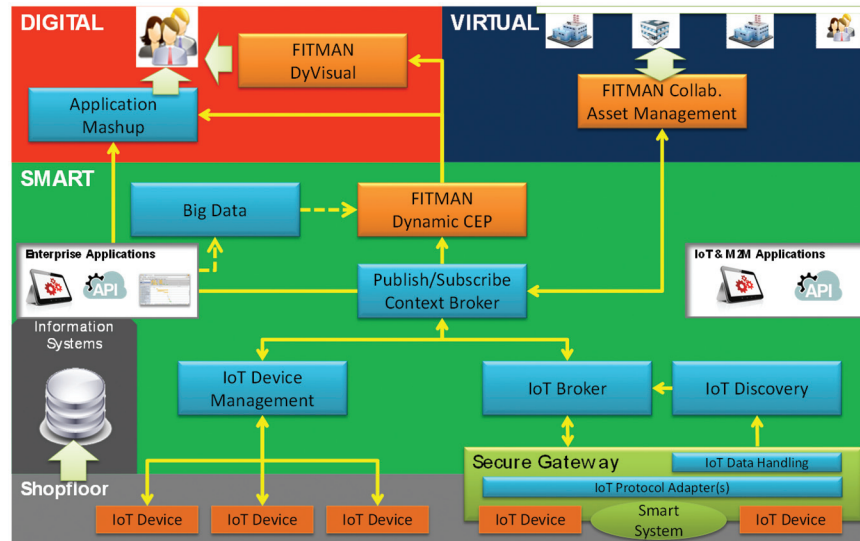 DIGITAL
VIRTUAL
FITMAN
DyVisual
Application
Mashup
FITMAN Collab.
Asset Management
SMART
Big Data
FITMAN
Dynamic CEP
Enterprise Applications
API
IoT & M2M Applications
API
Publish/Subscribe
Context Broker
Information
Systems
IoT Device
Management
IoT Broker
IoT Discovery
Secure Gateway
IoT Data Handling
IoT Protocol Adapter(s)
Shopfloor
IoT Device
IoT Device
IoT Device
IoT Device
Smart
System
IoT Device